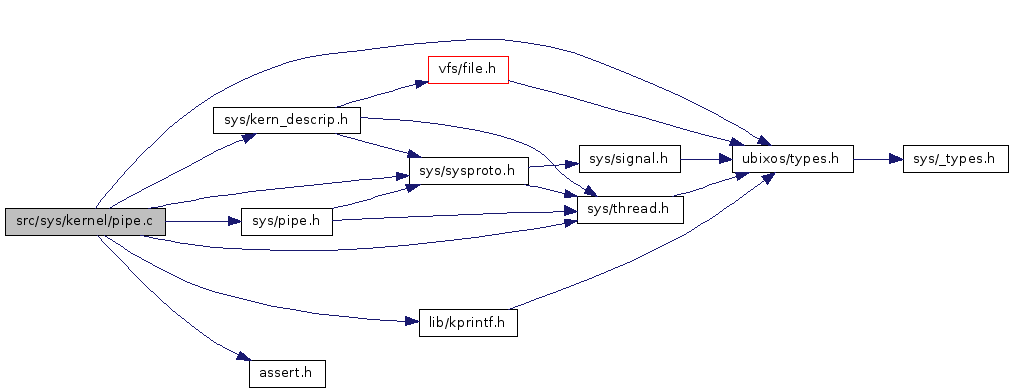 vfs/file.h
sys/kern_descrip.h
sys/signal.h
ubixos/types.h
sys/_types.h
sys/sysproto.h
sys/thread.h
src/sys/kernel/pipe.c
sys/pipe.h
lib/kprintf.h
assert.h